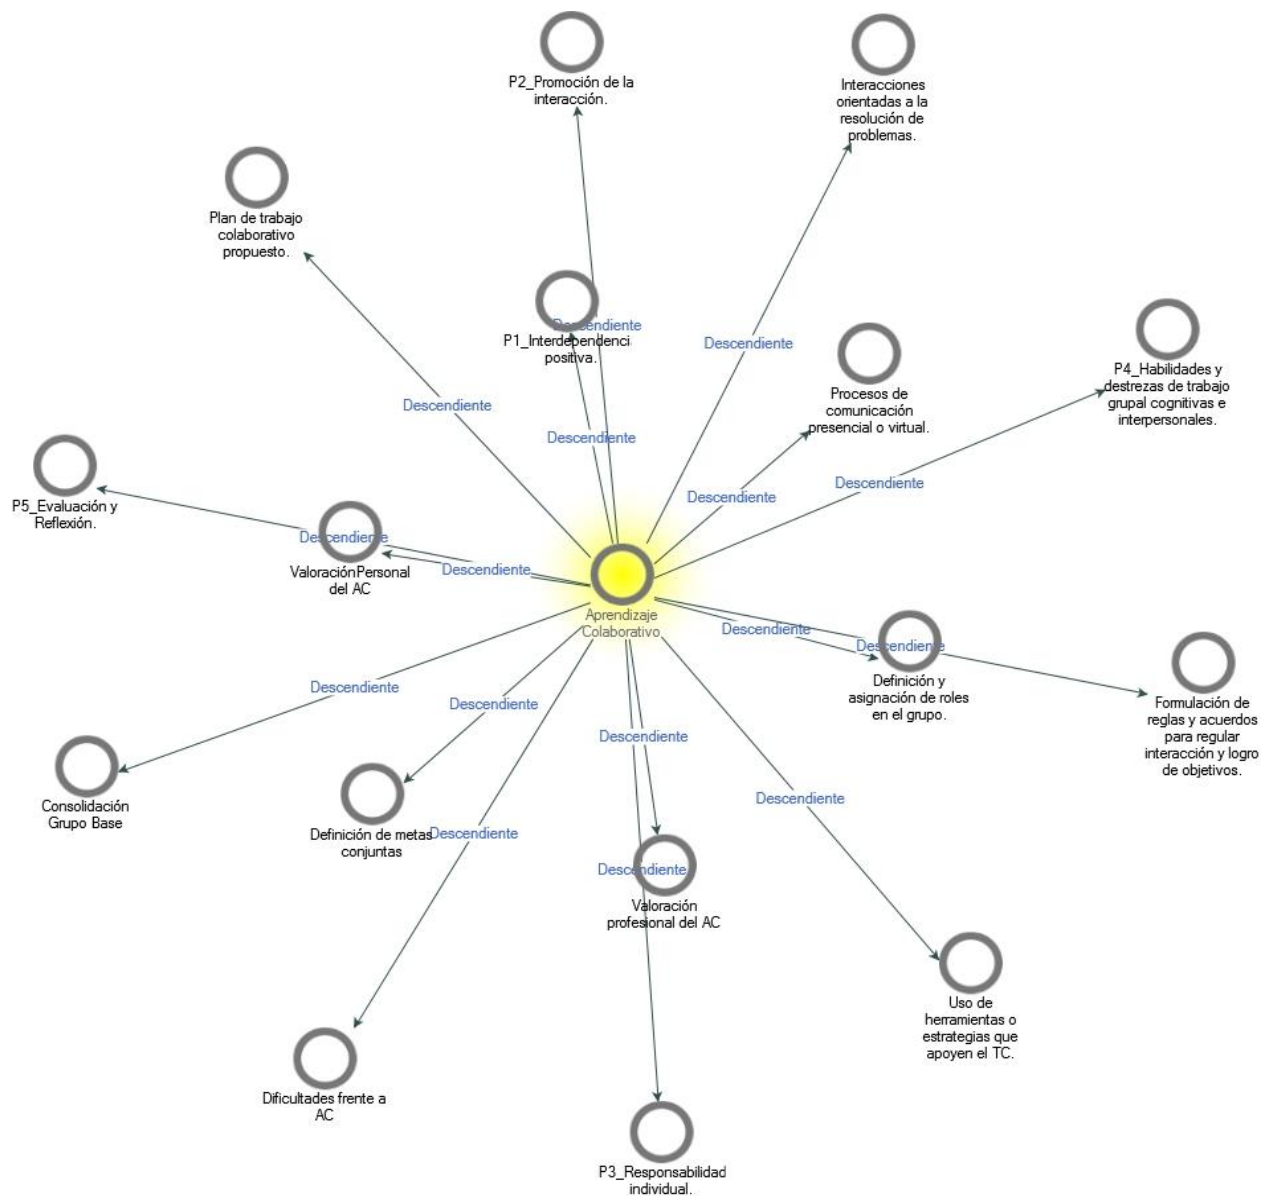 P2_Promoción de la
interacción.
Interacciones
orientadas a la
resolución de
problemas.
Plan de trabajo
colaborativo
propuesto.
Descendiente
P1_Interdependenci
positiva.
Descendiente
Procesos de
comunicación
presencial o virtual.
P4_Habilidades y
destrezas de trabajo
grupal cognitivas e
interpersonales.
Descendiente
Descendiente
Descendiente
Descendiente
P5_Evaluación y
Reflexión.
Descendiente
Valoración Personal
del AC
Descendiente
Aprendizaje
Colaborativo
Descendiente
Descendiente
Definición y
asignación de roles
en el grupo.
Formulación de
reglas y acuerdos
para regular
interacción y logro
de objetivos.
Descendiente
Descendiente
Descendiente
Consolidación
Grupo Base
Definición de metas
conjuntas
Descendiente
Descendiente
Descendiente
Valoración
profesional del AC
Uso de
herramientas o
estrategias que
apoyen el TC.
Dificultades frente a
AC
P3_Responsabilidad
individual.